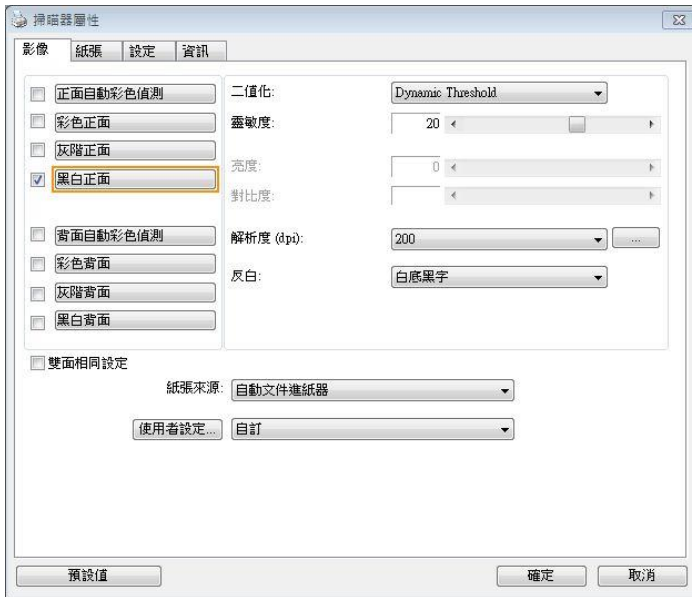 掃瞄器屬性
影像 紙張 設定 資訊
正面自動彩色偵測
彩色正面
灰階正面
黑白正面
背面自動彩色偵測
彩色背面
灰階背面
黑白背面
二值化: Dynamic Threshold
靈敏度: 20
亮度: 0
對比度:
解析度 (dpi): 200 ...
反白: 白底黑字
雙面相同設定
紙張來源: 自動文件進紙器
使用者設定... 自訂
預設值 確定 取消